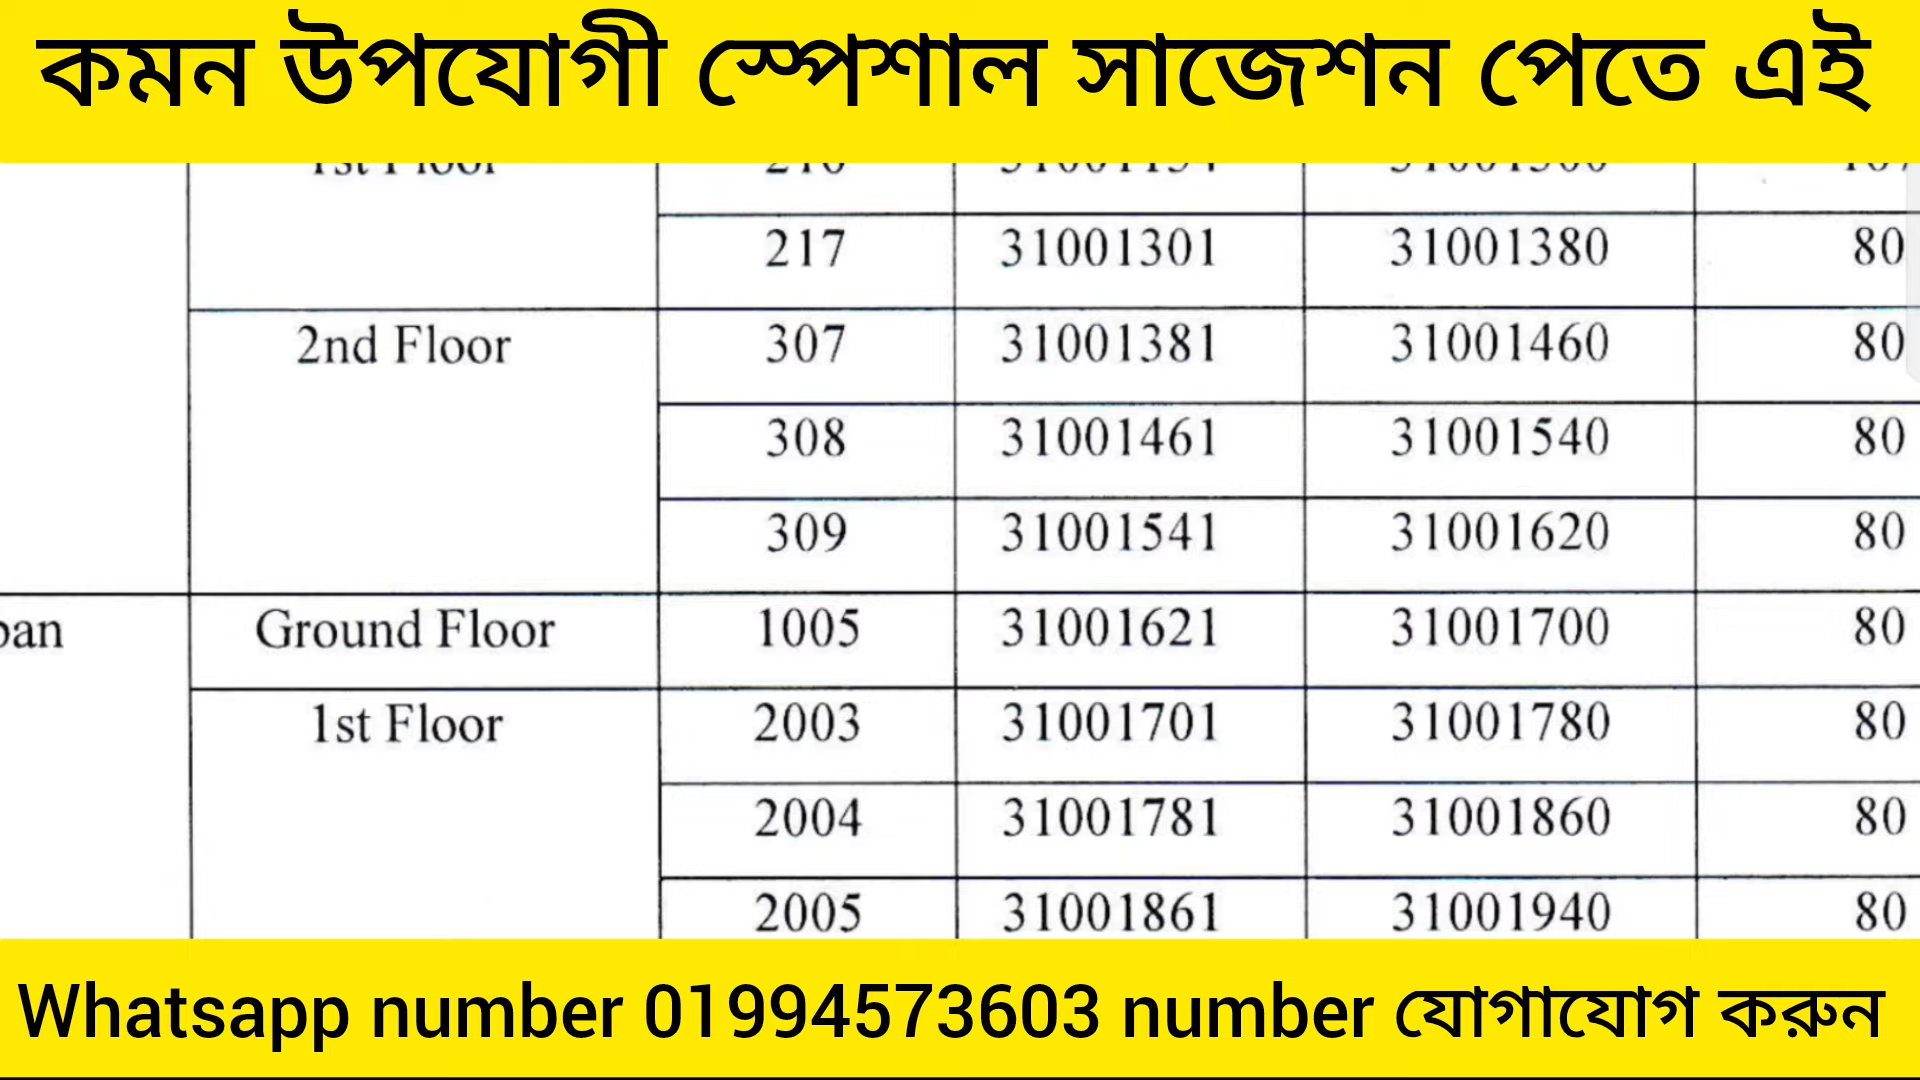 কমন উপযোগী স্পেশাল সাজেশন পেতে এই
1st Floor
217 31001301 31001380 80
2nd Floor 307 31001381 31001460 80
308 31001461 31001540 80
309 31001541 31001620 80
Ground Floor 1005 31001621 31001700 80
1st Floor 2003 31001701 31001780 80
2004 31001781 31001860 80
2005 31001861 31001940 80
Whatsapp number 01994573603 number যোগাযোগ করুন